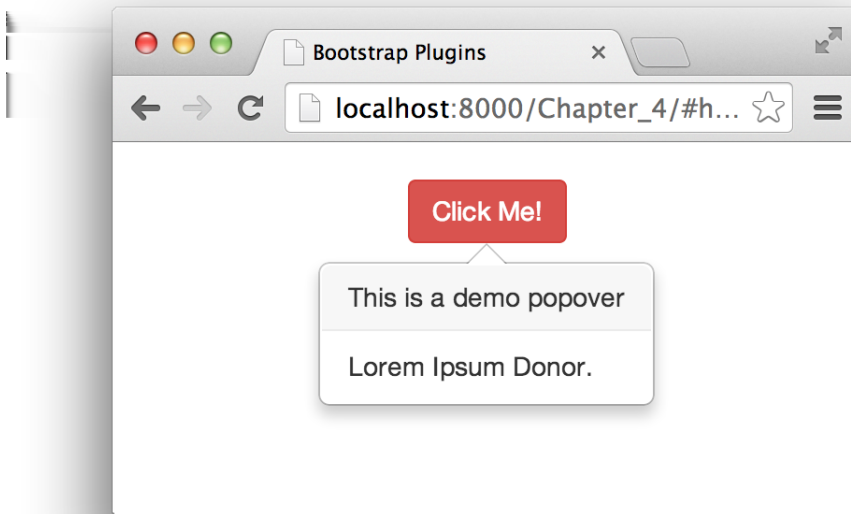 Bootstrap Plugins
localhost:8000/Chapter_4/#h...
Click Me!
This is a demo popover
Lorem Ipsum Donor.